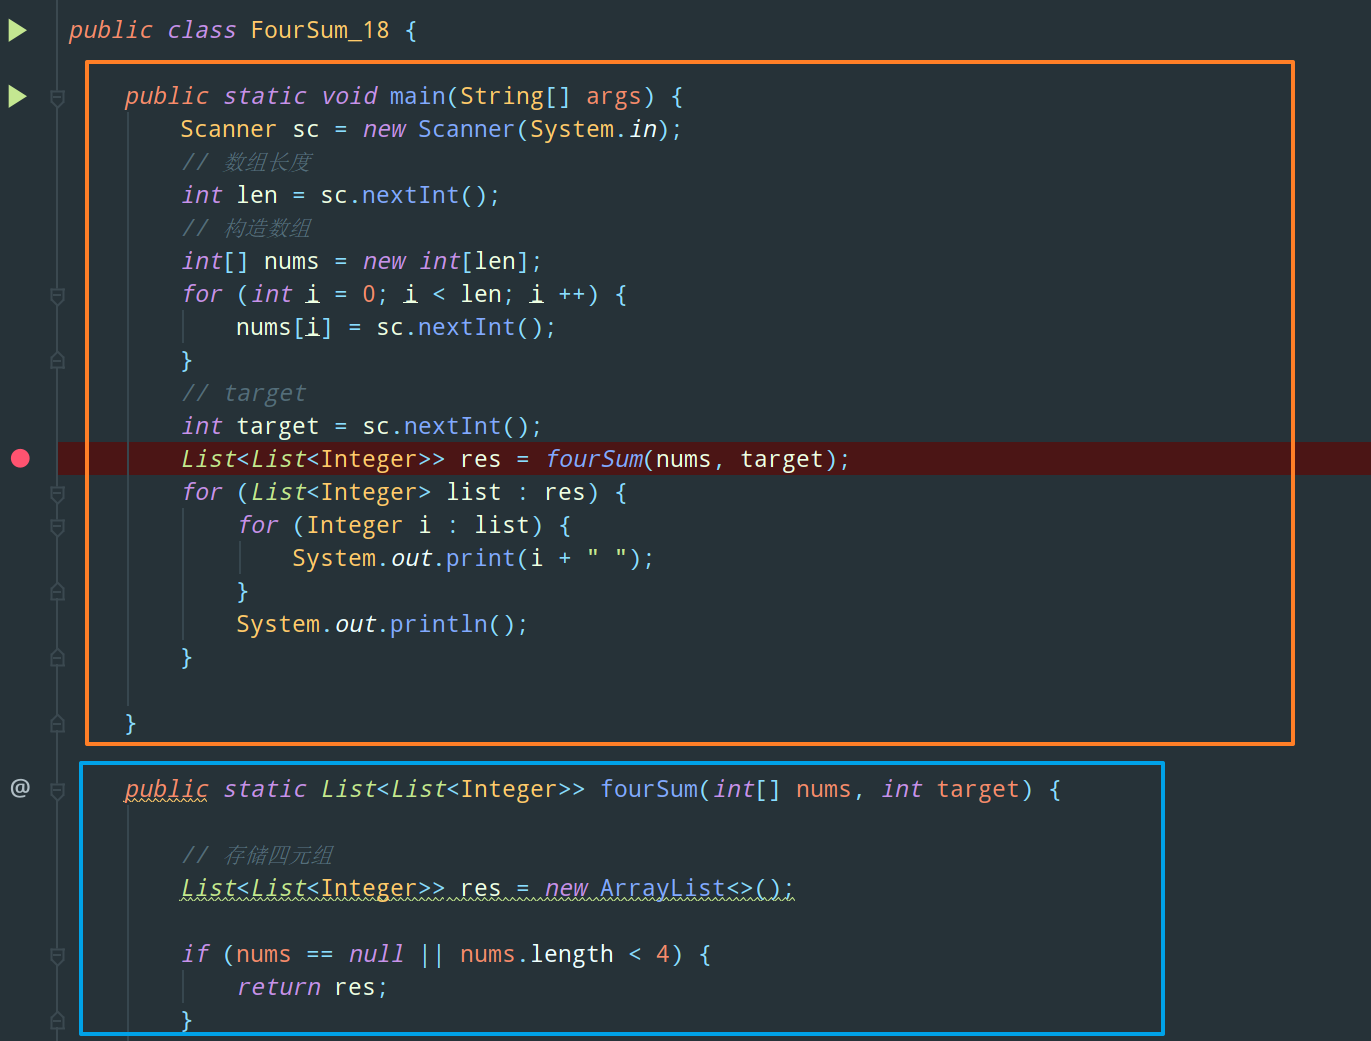 public class FourSum_18 {
public static void main(String[] args) {
Scanner sc = new Scanner(System.in);
// 数组长度
int len = sc.nextInt();
// 构造数组
int[] nums = new int[len];
for (int i = 0; i < len; i ++) {
nums[i] = sc.nextInt();
}
// target
int target = sc.nextInt();
List<List<Integer>> res = fourSum(nums, target);
for (List<Integer> list : res) {
for (Integer i : list) {
System.out.print(i + " ");
}
System.out.println();
}
}
@
public static List<List<Integer>> fourSum(int[] nums, int target) {
// 存储四元组
List<List<Integer>> res = new ArrayList<>();
if (nums == null || nums.length < 4) {
return res;
}